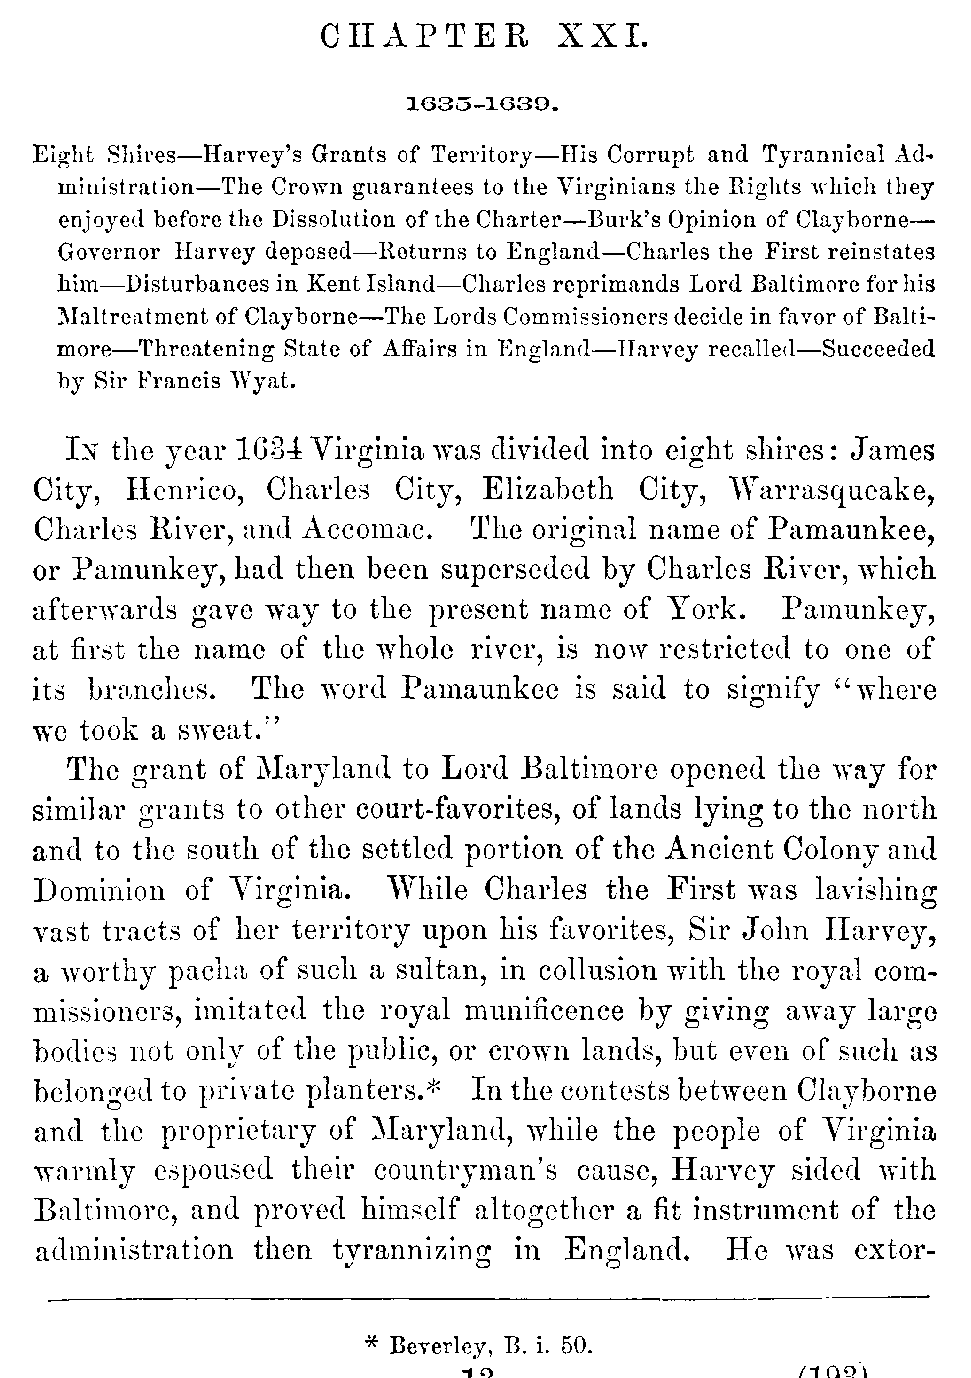 CHAPTER XXI.
1635-1639.
Eight Shires—Harvey's Grants of Territory—His Corrupt and Tyrannical Ad-
ministration—The Crown guarantees to the Virginians the Rights which they
enjoyed before the Dissolution of the Charter—Burk's Opinion of Clayborne—
Governor Harvey deposed—Returns to England—Charles the First reinstates
him—Disturbances in Kent Island—Charles reprimands Lord Baltimore for his
Maltreatment of Clayborne—The Lords Commissioners decide in favor of Balti-
more—Threatening State of Affairs in England—Harvey recalled—Succeeded
by Sir Francis Wyat.
IN the year 1634 Virginia was divided into eight shires: James
City, Henrico, Charles City, Elizabeth City, Warrasqueake,
Charles River, and Accomac. The original name of Pamaunkee,
or Pamunkey, had then been superseded by Charles River, which
afterwards gave way to the present name of York. Pamunkey,
at first the name of the whole river, is now restricted to one of
its branches. The word Pamaunkee is said to signify "where
we took a sweat."
The grant of Maryland to Lord Baltimore opened the way for
similar grants to other court-favorites, of lands lying to the north
and to the south of the settled portion of the Ancient Colony and
Dominion of Virginia. While Charles the First was lavishing
vast tracts of her territory upon his favorites, Sir John Harvey,
a worthy pacha of such a sultan, in collusion with the royal com-
missioners, imitated the royal munificence by giving away large
bodies not only of the public, or crown lands, but even of such as
belonged to private planters.* In the contests between Clayborne
and the proprietary of Maryland, while the people of Virginia
warmly espoused their countryman's cause, Harvey sided with
Baltimore, and proved himself altogether a fit instrument of the
administration then tyrannizing in England. He was extor-
* Beverley, B. i. 50.